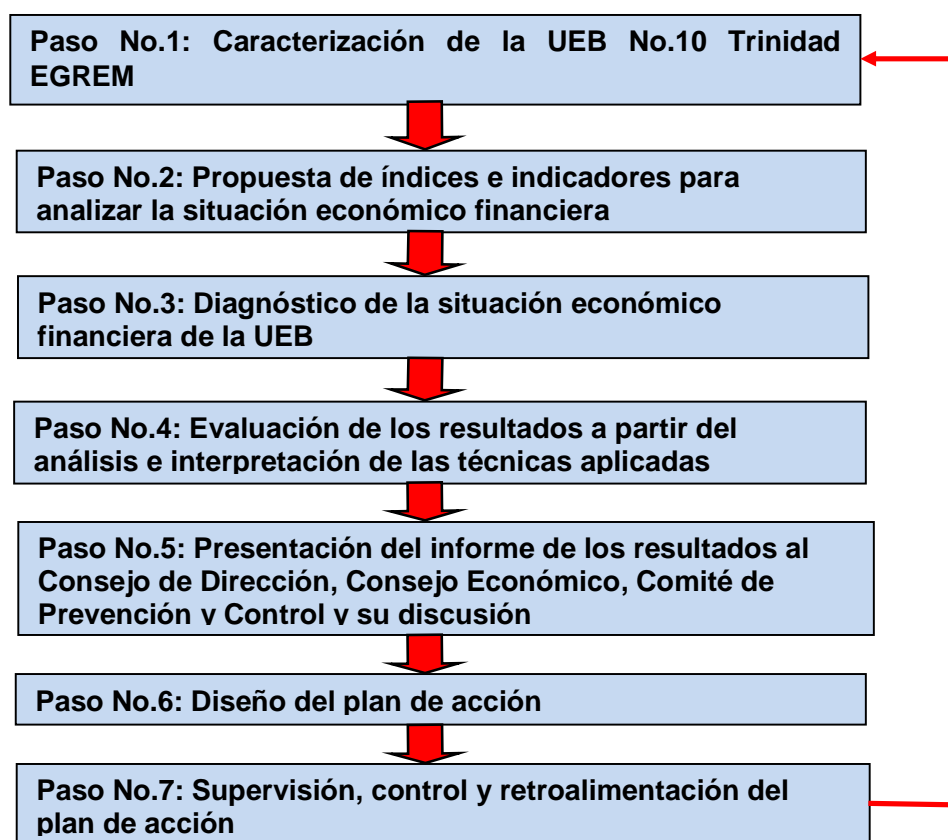 Paso No.1: Caracterización de la UEB No.10 Trinidad
EGREM
Paso No.2: Propuesta de índices e indicadores para
analizar la situación económico financiera
Paso No.3: Diagnóstico de la situación económico
financiera de la UEB
Paso No.4: Evaluación de los resultados a partir del
análisis e interpretación de las técnicas aplicadas
Paso No.5: Presentación del informe de los resultados al
Consejo de Dirección, Consejo Económico, Comité de
Prevención y Control y su discusión
Paso No.6: Diseño del plan de acción
Paso No.7: Supervisión, control y retroalimentación del
plan de acción